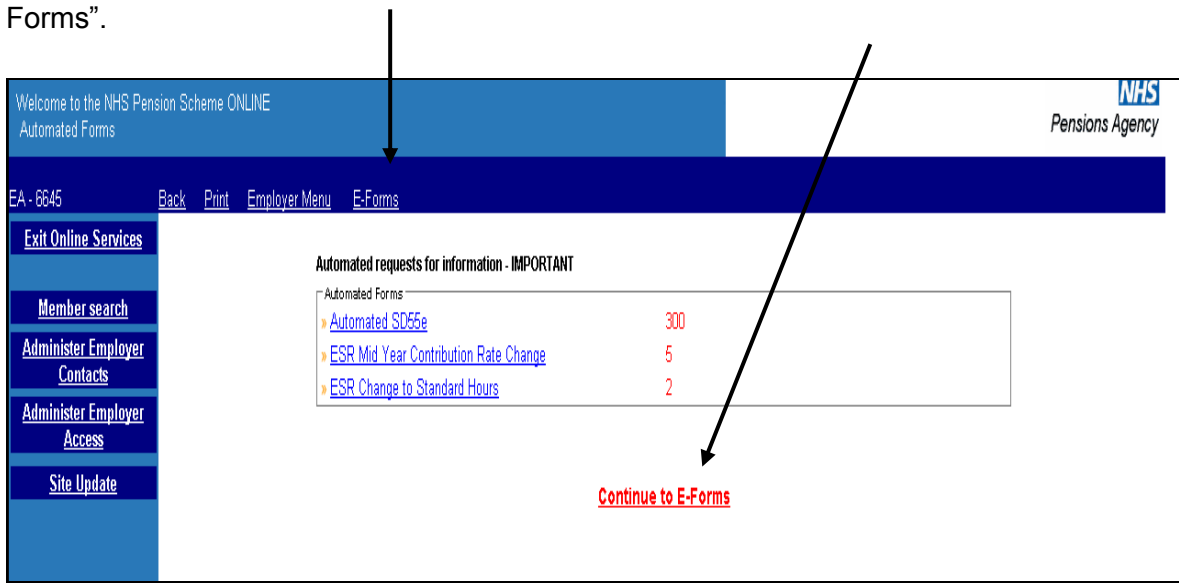 Forms”.
Welcome to the NHS Pension Scheme ONLINE
Automated Forms
NHS
Pensions Agency
EA - 6645 Back Print Employer Menu E-Forms
Exit Online Services
Member search
Administer Employer
Contacts
Administer Employer
Access
Site Update
Automated requests for information - IMPORTANT
Automated Forms
» Automated SD55e 300
» ESR Mid Year Contribution Rate Change 5
» ESR Change to Standard Hours 2
Continue to E-Forms